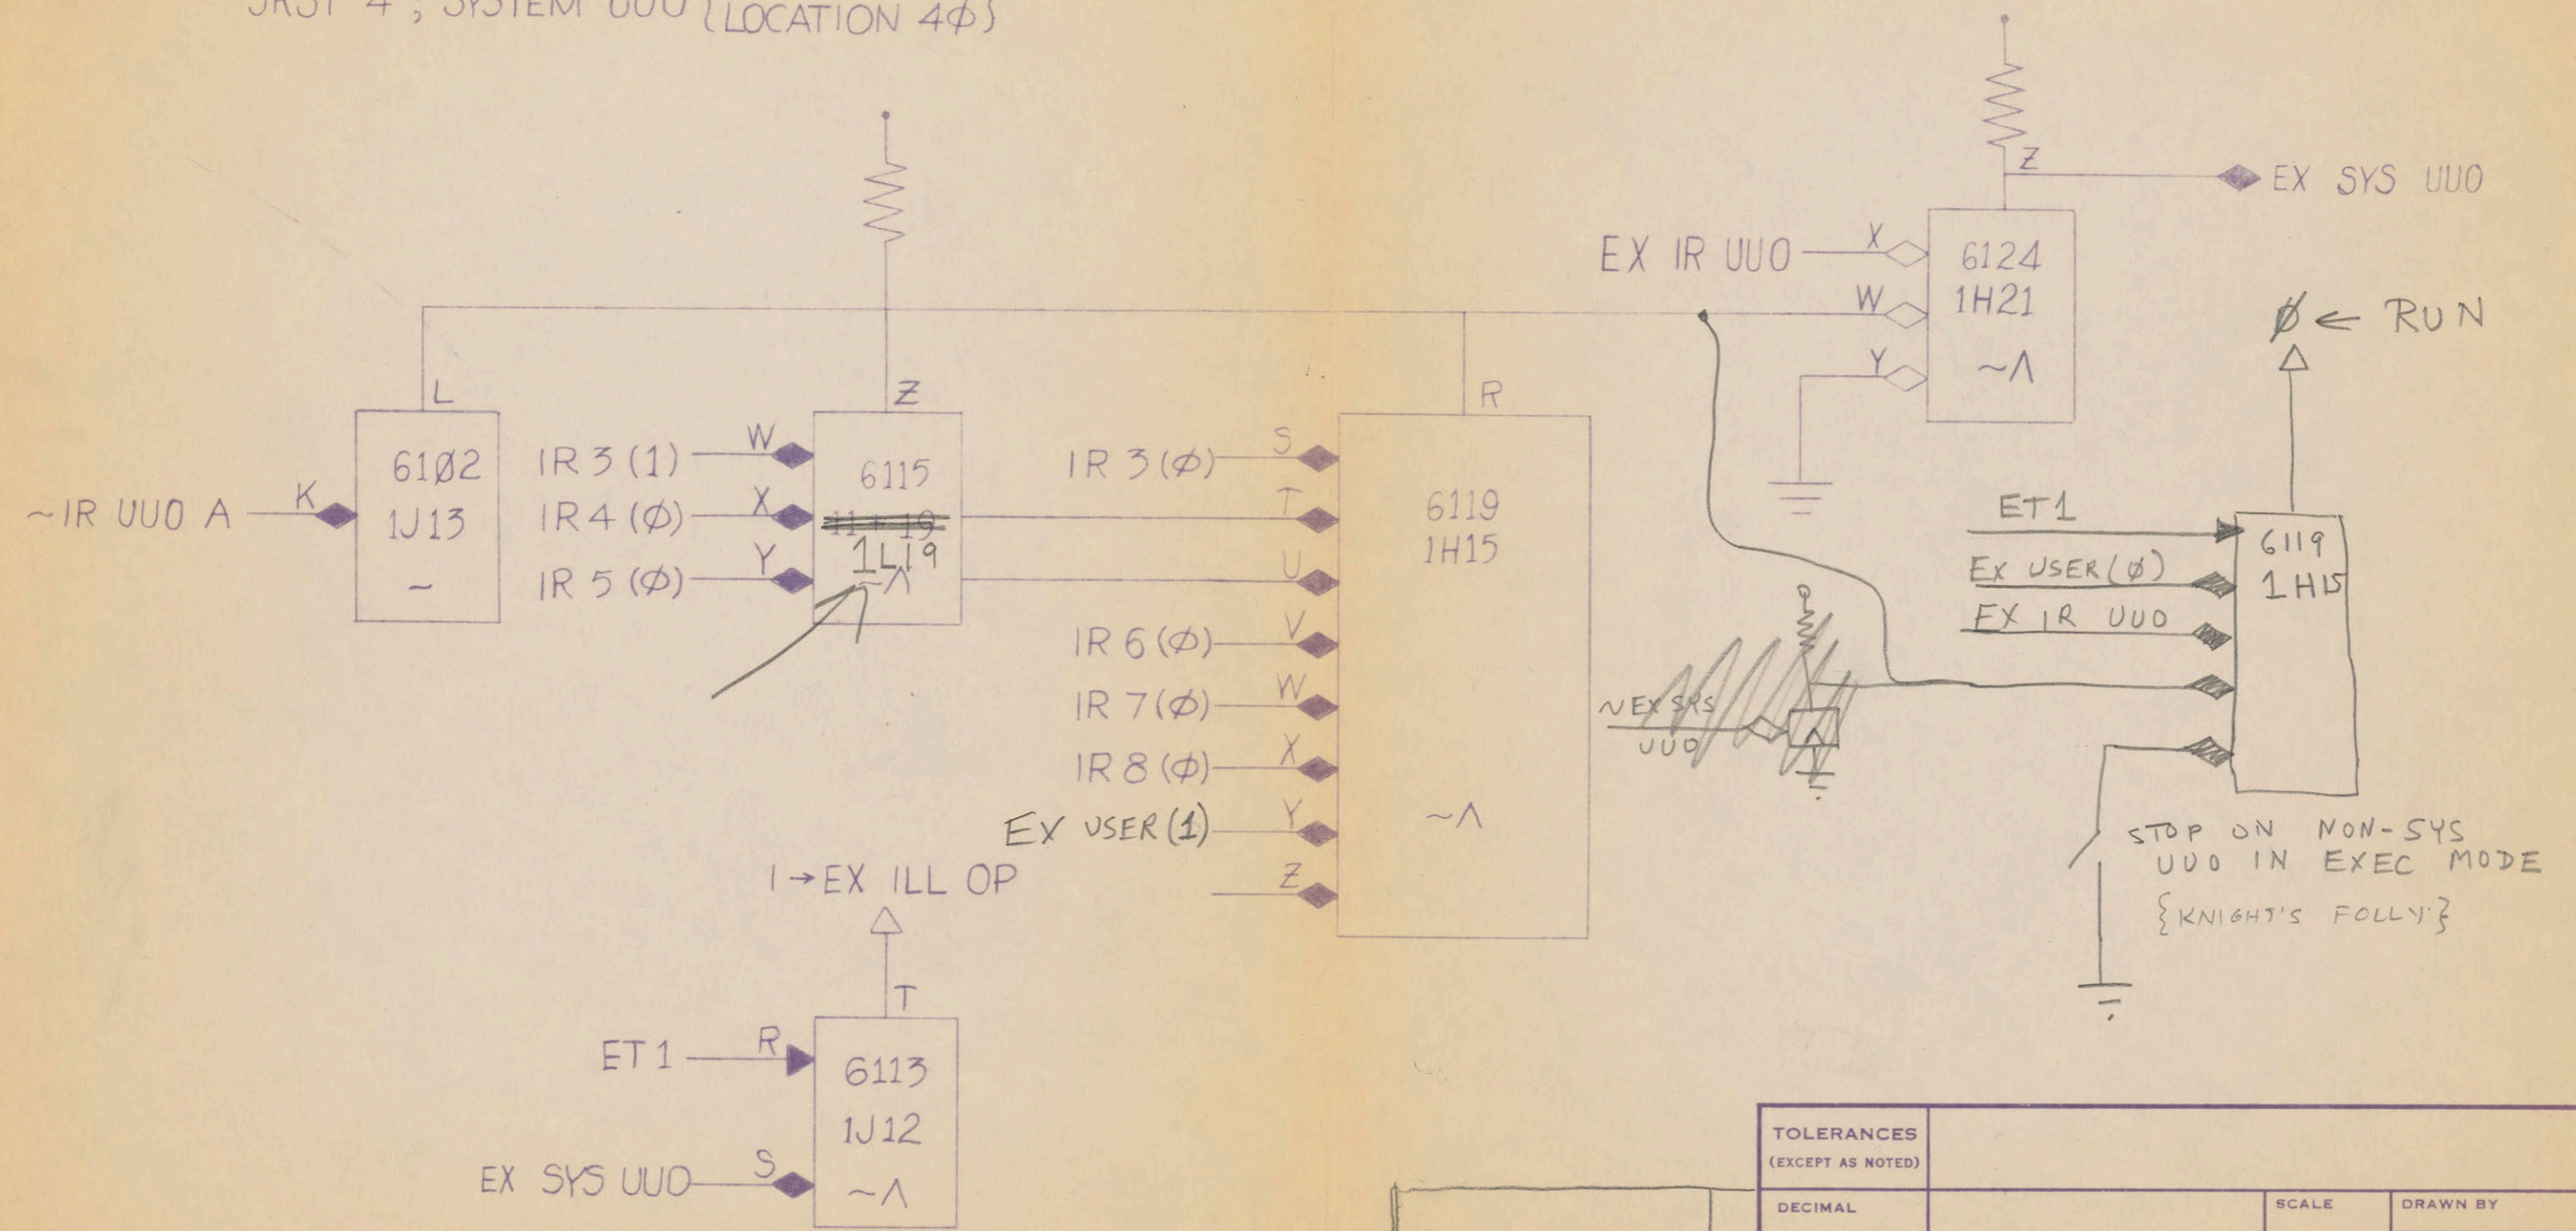 JRST 4 ; SYSTEM UUO {LOCATION 4Ø}
Z
EX SYS UUO
EX IR UUO
X
W
Y
6124
1H21
~Λ
Ø ← RUN
L
61Ø2
1J13
~
~IR UUO A
K
Z
IR 3 (1)
W
IR 4 (Ø)
X
IR 5 (Ø)
Y
6115
1L19
~Λ
R
IR 3 (Ø)
S
T
U
IR 6 (Ø)
V
IR 7 (Ø)
W
IR 8 (Ø)
X
EX USER (1)
Y
Z
6119
1H15
~Λ
~EX SYS
UUO
ET1
EX USER (Ø)
EX IR UUO
6119
1H15
STOP ON NON-SYS
UUO IN EXEC MODE
{KNIGHT'S FOLLY}
1→EX ILL OP
T
ET 1
R
EX SYS UUO
S
6113
1J12
~Λ
TOLERANCES
(EXCEPT AS NOTED)
DECIMAL
SCALE
DRAWN BY